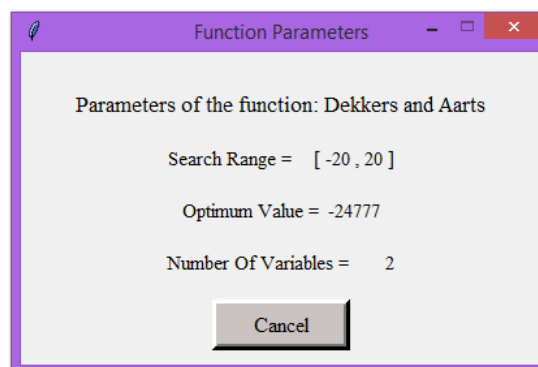 Function Parameters
Parameters of the function: Dekkers and Aarts
Search Range = [ -20 , 20 ]
Optimum Value = -24777
Number Of Variables = 2
Cancel